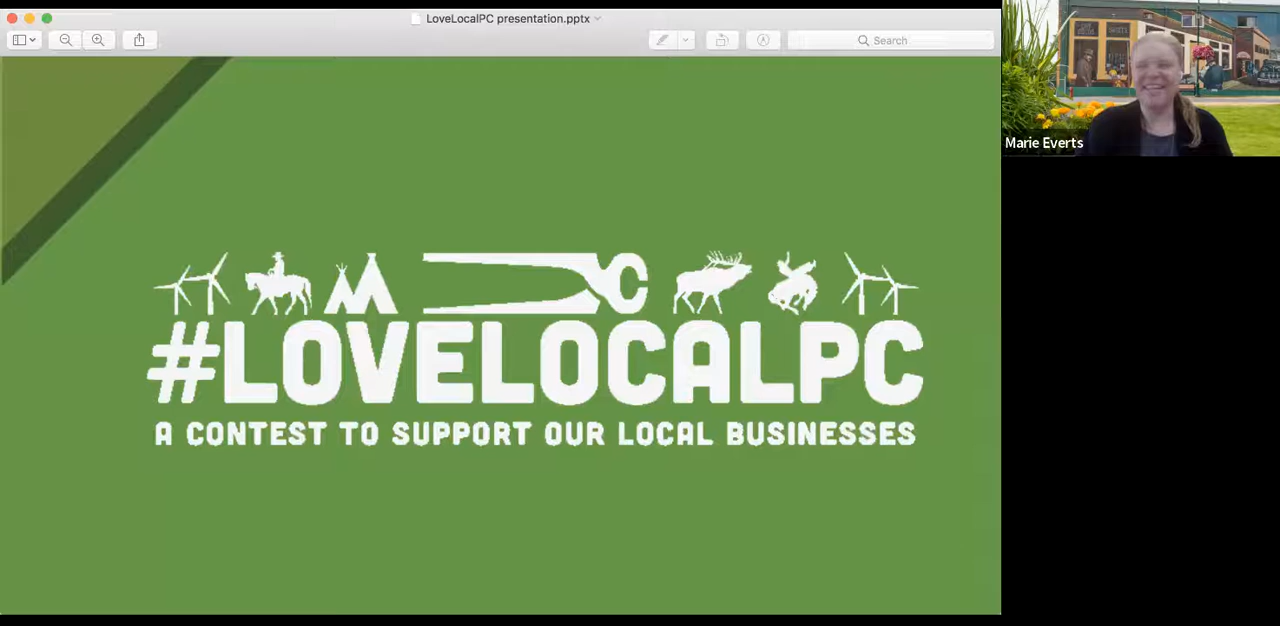 LoveLocalPC presentation.pptx
Search
Marie Everts
#LOVELOCALPC
A CONTEST TO SUPPORT OUR LOCAL BUSINESSES